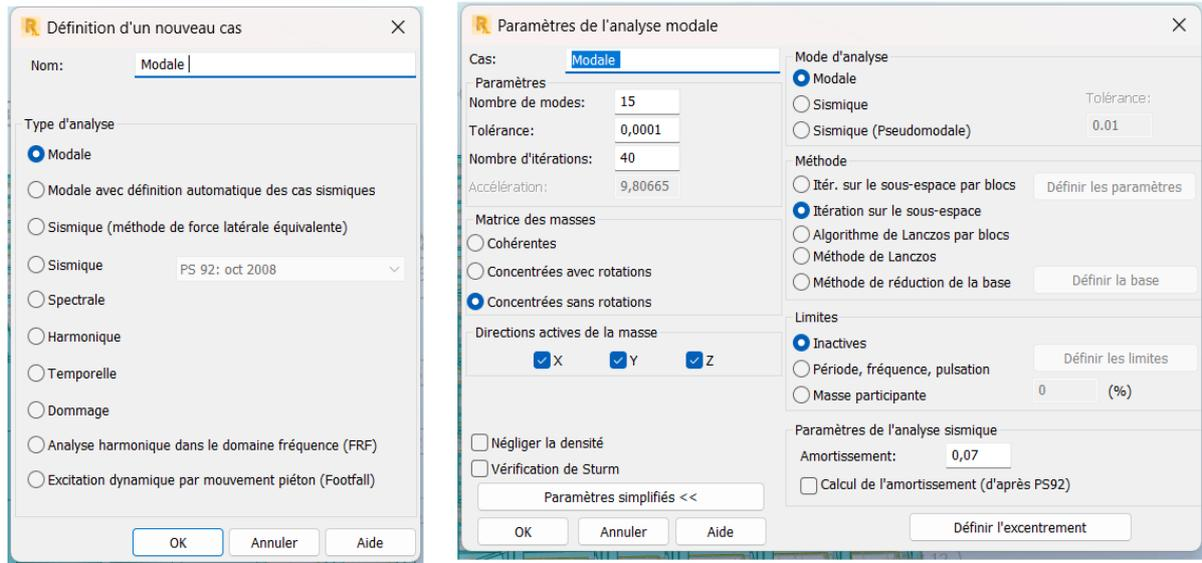 Définition d'un nouveau cas
Nom: Modale
Type d'analyse
Modale
Modale avec définition automatique des cas sismiques
Sismique (méthode de force latérale équivalente)
Sismique PS 92: oct 2008
Spectrale
Harmonique
Temporelle
Dommage
Analyse harmonique dans le domaine fréquence (FRF)
Excitation dynamique par mouvement piéton (Footfall)
OK Annuler Aide
Paramètres de l'analyse modale
Cas: Modale
Paramètres
Nombre de modes: 15
Tolérance: 0,0001
Nombre d'itérations: 40
Accélération: 9,80665
Matrice des masses
Cohérentes
Concentrées avec rotations
Concentrées sans rotations
Directions actives de la masse
X Y Z
Négliger la densité
Vérification de Sturm
Paramètres simplifiés <<
OK Annuler Aide
Mode d'analyse
Modale
Sismique
Sismique (Pseudomodale)
Tolérance:
0.01
Méthode
Itér. sur le sous-espace par blocs
Définir les paramètres
Itération sur le sous-espace
Algorithme de Lanczos par blocs
Méthode de Lanczos
Méthode de réduction de la base
Définir la base
Limites
Inactives
Définir les limites
Période, fréquence, pulsation
Masse participante
0 (%)
Paramètres de l'analyse sismique
Amortissement: 0,07
Calcul de l'amortissement (d'après PS92)
Définir l'excentrement